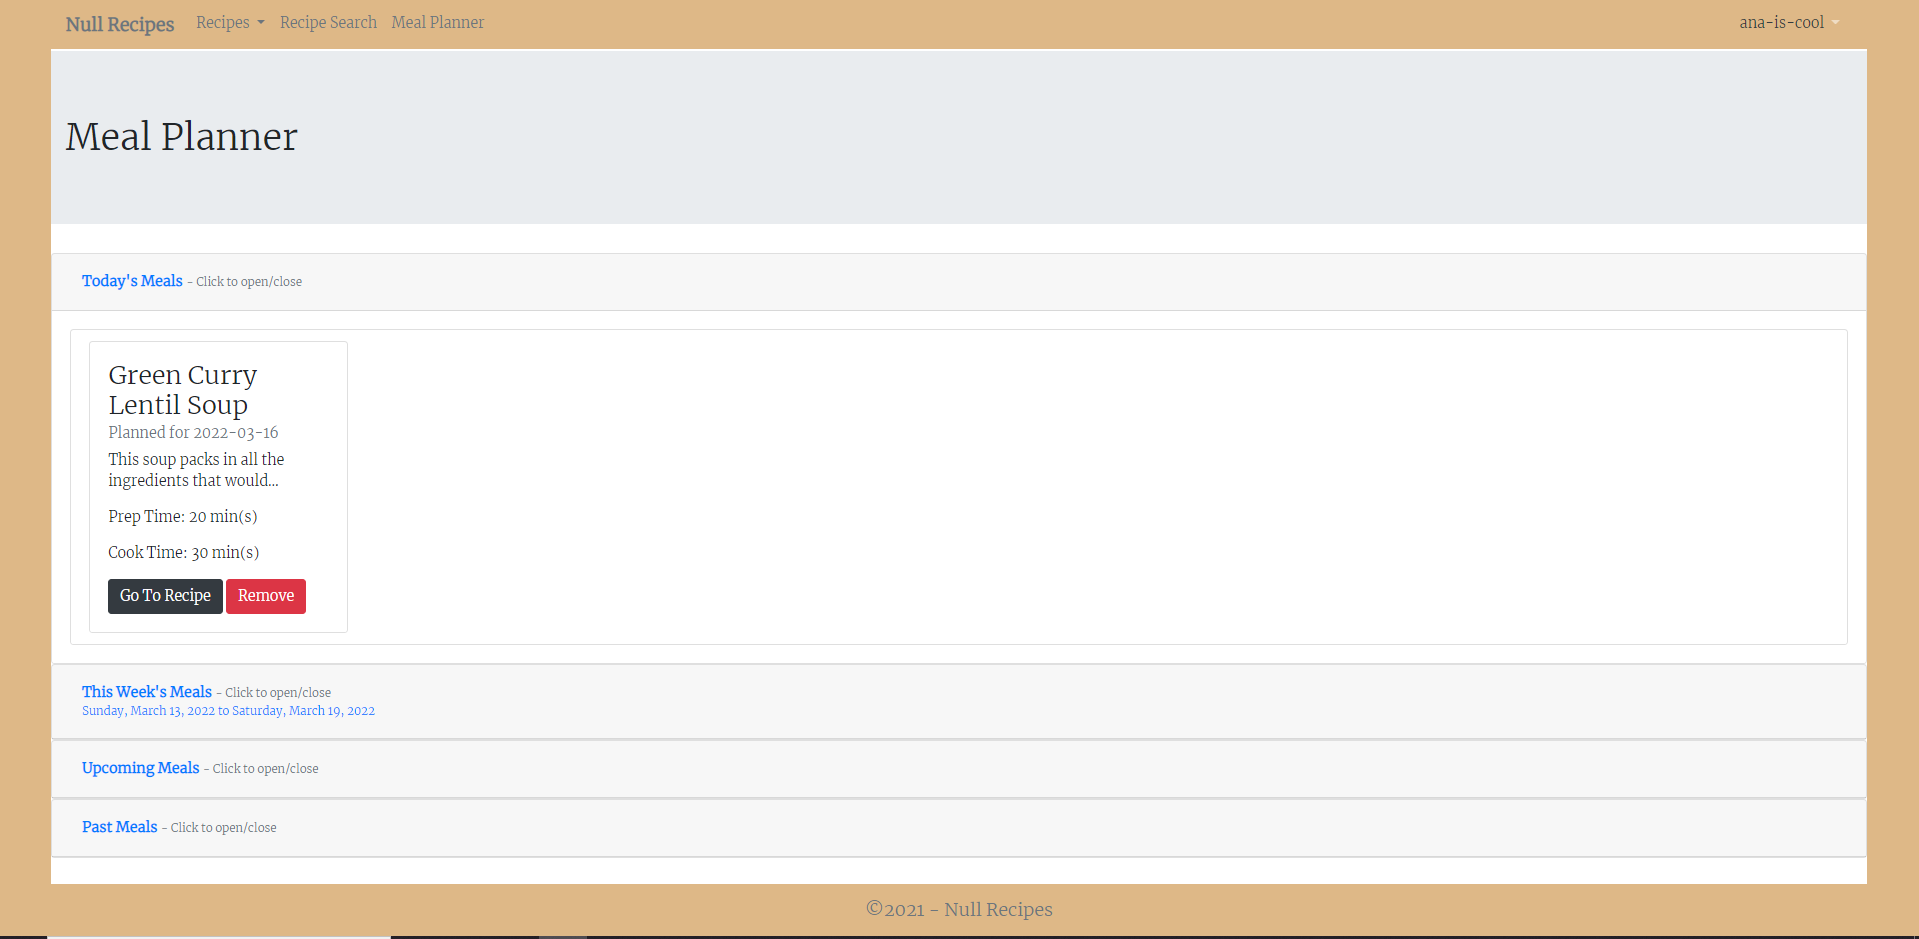 Null Recipes Recipes Recipe Search Meal Planner ana-is-cool
Meal Planner
Today's Meals - Click to open/close
Green Curry
Lentil Soup
Planned for 2022-03-16
This soup packs in all the
ingredients that would...
Prep Time: 20 min(s)
Cook Time: 30 min(s)
Go To Recipe Remove
This Week's Meals - Click to open/close
Sunday, March 13, 2022 to Saturday, March 19, 2022
Upcoming Meals - Click to open/close
Past Meals - Click to open/close
©2021 - Null Recipes